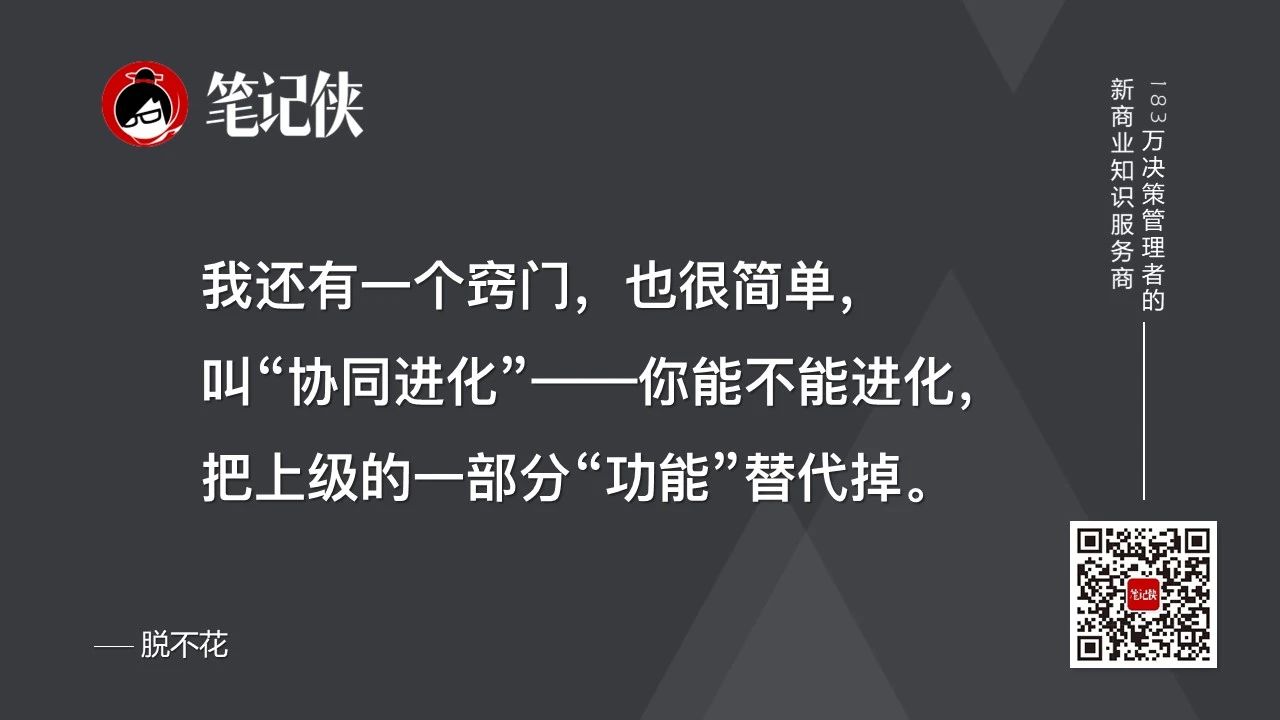 笔记侠
183万决策管理者的
新商业知识服务商
我还有一个窍门，也很简单，
叫“协同进化”——你能不能进化，
把上级的一部分“功能”替代掉。
—— 脱不花
笔记侠